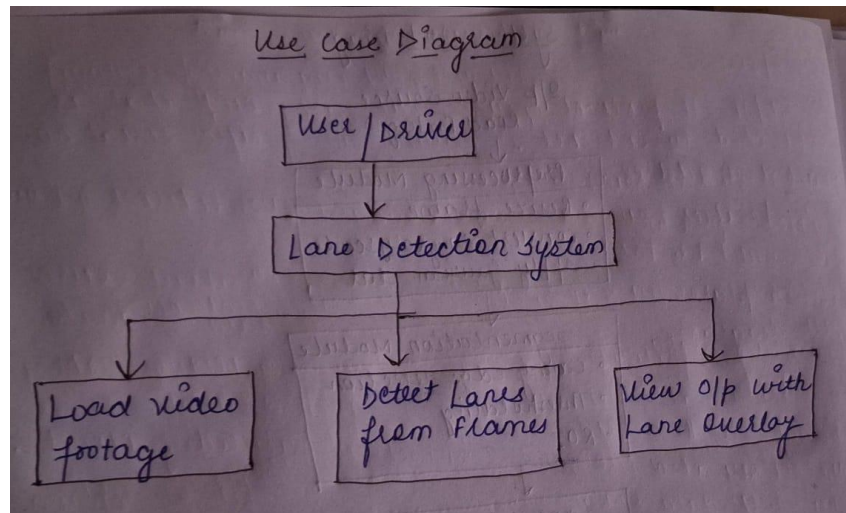 Use Case Diagram
User / Driver
Lane Detection System
Load video
footage
Detect Lanes
from Frames
View O/p with
Lane Overlay